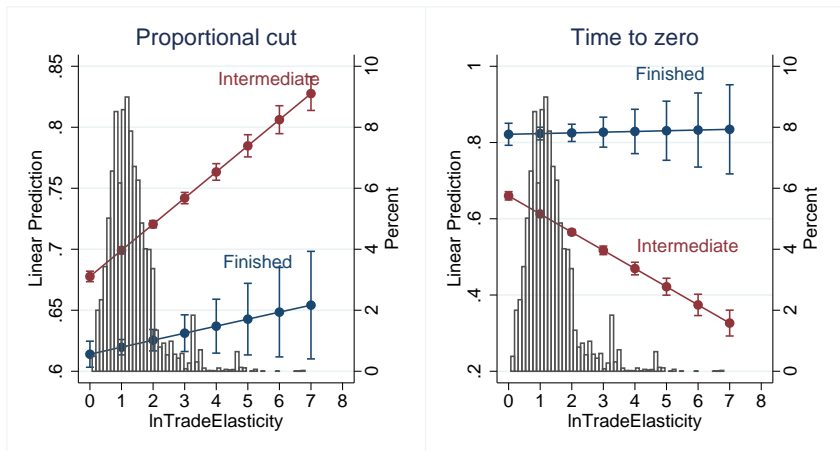 Proportional cut
Intermediate
Finished
Linear Prediction
.6 .65 .7 .75 .8 .85
Percent
0 2 4 6 8 10
0 1 2 3 4 5 6 7 8
lnTradeElasticity
Time to zero
Finished
Intermediate
Linear Prediction
.2 .4 .6 .8 1
Percent
0 2 4 6 8 10
0 1 2 3 4 5 6 7 8
lnTradeElasticity